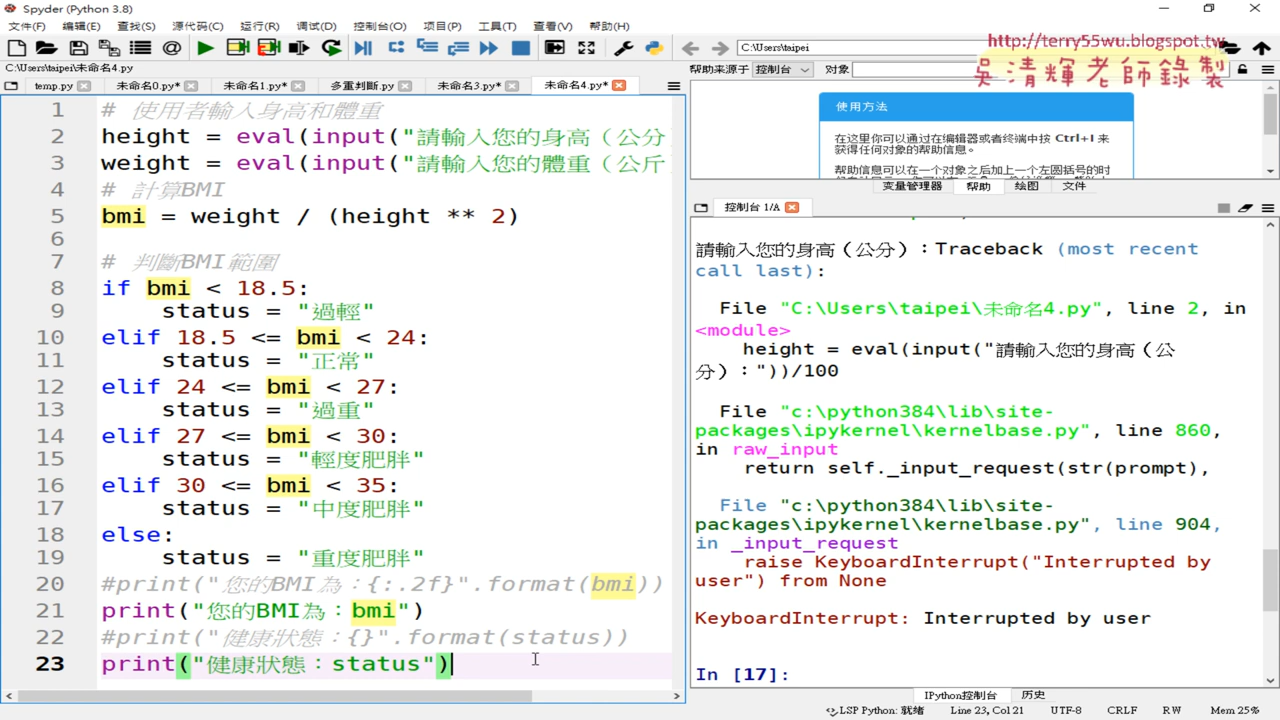 Spyder (Python 3.8)
文件(F) 编辑(E) 查找(S) 源代码(C) 运行(R) 调试(D) 控制台(O) 项目(P) 工具(T) 查看(V) 帮助(H)
C:\Users\taipei
http://terry55wu.blogspot.tw
吳清輝老師錄製
C:\Users\taipei\未命名4.py
temp.py 未命名0.py* 未命名1.py* 多重判斷.py 未命名3.py* 未命名4.py*
帮助来源于 控制台 对象
1 # 使用者輸入身高和體重
2 height = eval(input("請輸入您的身高（公分
3 weight = eval(input("請輸入您的體重（公斤
4 # 計算BMI
5 bmi = weight / (height ** 2)
6
7 # 判斷BMI範圍
8 if bmi < 18.5:
9 status = "過輕"
10 elif 18.5 <= bmi < 24:
11 status = "正常"
12 elif 24 <= bmi < 27:
13 status = "過重"
14 elif 27 <= bmi < 30:
15 status = "輕度肥胖"
16 elif 30 <= bmi < 35:
17 status = "中度肥胖"
18 else:
19 status = "重度肥胖"
20 #print("您的BMI為：{:.2f}".format(bmi))
21 print("您的BMI為：bmi")
22 #print("健康狀態：{}".format(status))
23 print("健康狀態：status")
使用方法
在这里你可以通过在编辑器或者终端中按 Ctrl+I 来
获得任何对象的帮助信息。
帮助信息可以在一个对象之后加上一个左圆括号的时
变量管理器 帮助 绘图 文件
控制台 1/A
請輸入您的身高（公分）：Traceback (most recent
call last):
File "C:\Users\taipei\未命名4.py", line 2, in
<module>
height = eval(input("請輸入您的身高（公
分）："))/100
File "c:\python384\lib\site-
packages\ipykernel\kernelbase.py", line 860,
in raw_input
return self._input_request(str(prompt),
File "c:\python384\lib\site-
packages\ipykernel\kernelbase.py", line 904,
in _input_request
raise KeyboardInterrupt("Interrupted by
user") from None
KeyboardInterrupt: Interrupted by user
In [17]:
IPython控制台 历史
LSP Python: 就绪 Line 23, Col 21 UTF-8 CRLF RW Mem 25%